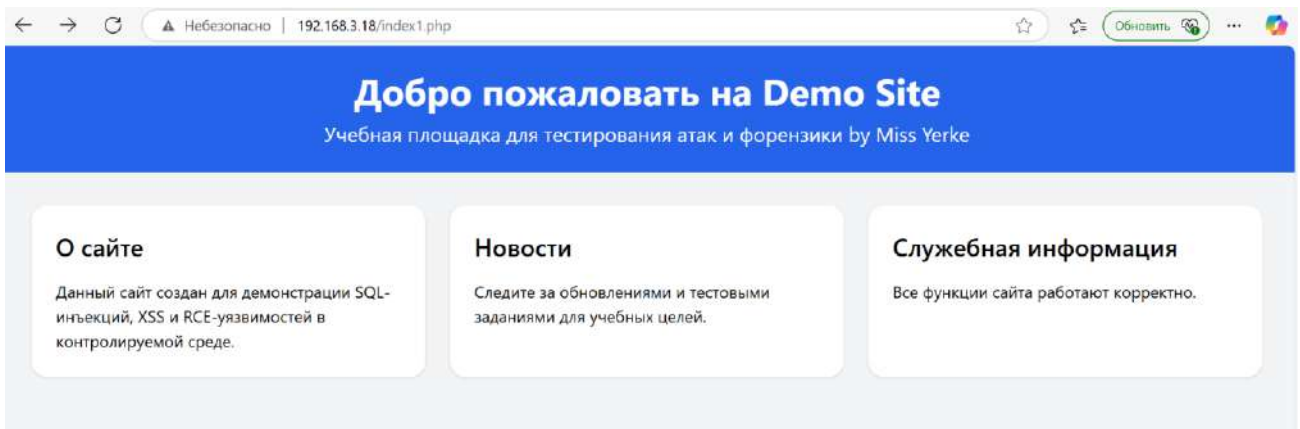 Небезопасно | 192.168.3.18/index1.php
Обновить
Добро пожаловать на Demo Site
Учебная площадка для тестирования атак и форензики by Miss Yerke
О сайте
Данный сайт создан для демонстрации SQL-
инъекций, XSS и RCE-уязвимостей в
контролируемой среде.
Новости
Следите за обновлениями и тестовыми
заданиями для учебных целей.
Служебная информация
Все функции сайта работают корректно.